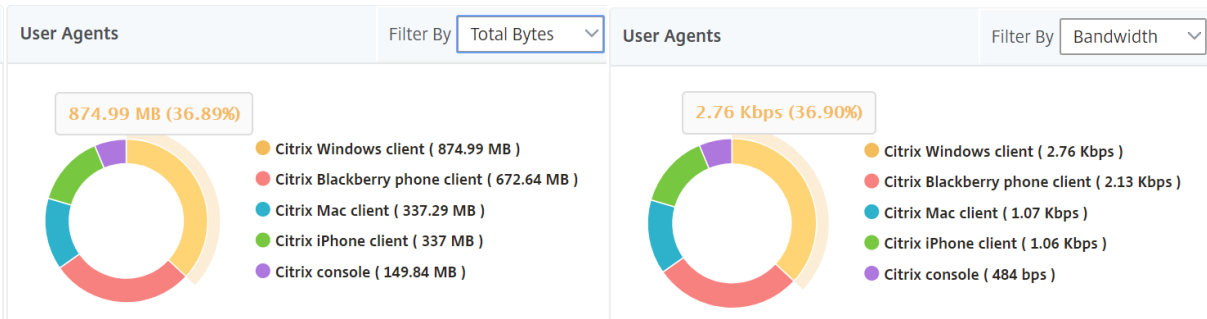 User Agents
Filter By Total Bytes
874.99 MB (36.89%)
Citrix Windows client ( 874.99 MB )
Citrix Blackberry phone client ( 672.64 MB )
Citrix Mac client ( 337.29 MB )
Citrix iPhone client ( 337 MB )
Citrix console ( 149.84 MB )
User Agents
Filter By Bandwidth
2.76 Kbps (36.90%)
Citrix Windows client ( 2.76 Kbps )
Citrix Blackberry phone client ( 2.13 Kbps )
Citrix Mac client ( 1.07 Kbps )
Citrix iPhone client ( 1.06 Kbps )
Citrix console ( 484 bps )